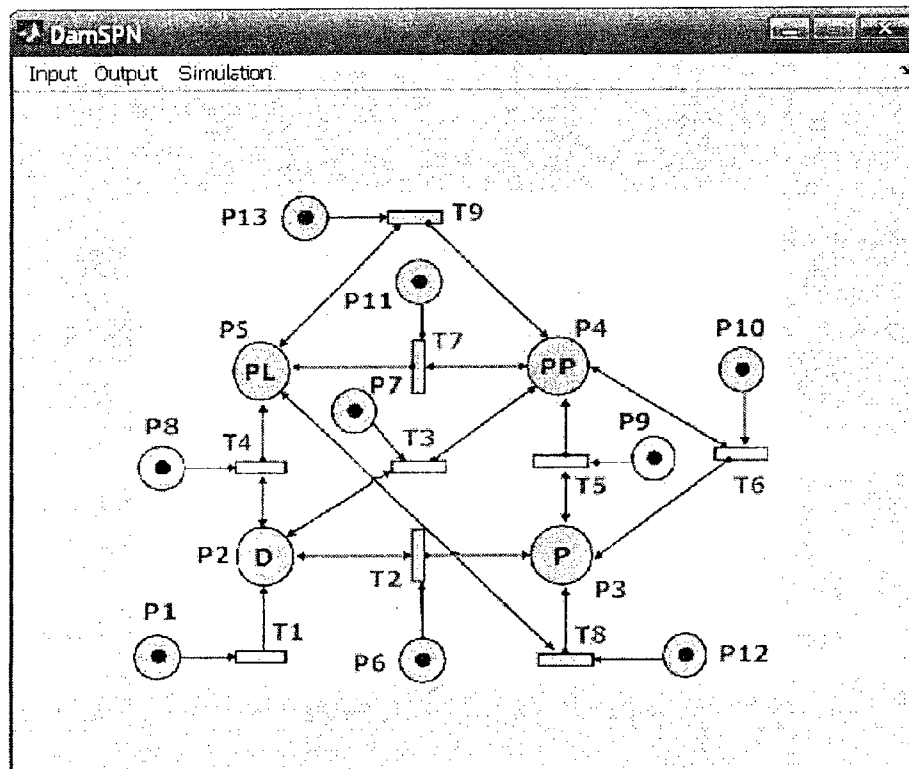 DamSPN
Input Output Simulation
P13
T9
P11
P5
T7
P4
P10
PL
PP
P7
P8
T4
T3
P9
T5
T6
P2
D
T2
P
P3
P1
T1
P6
T8
P12